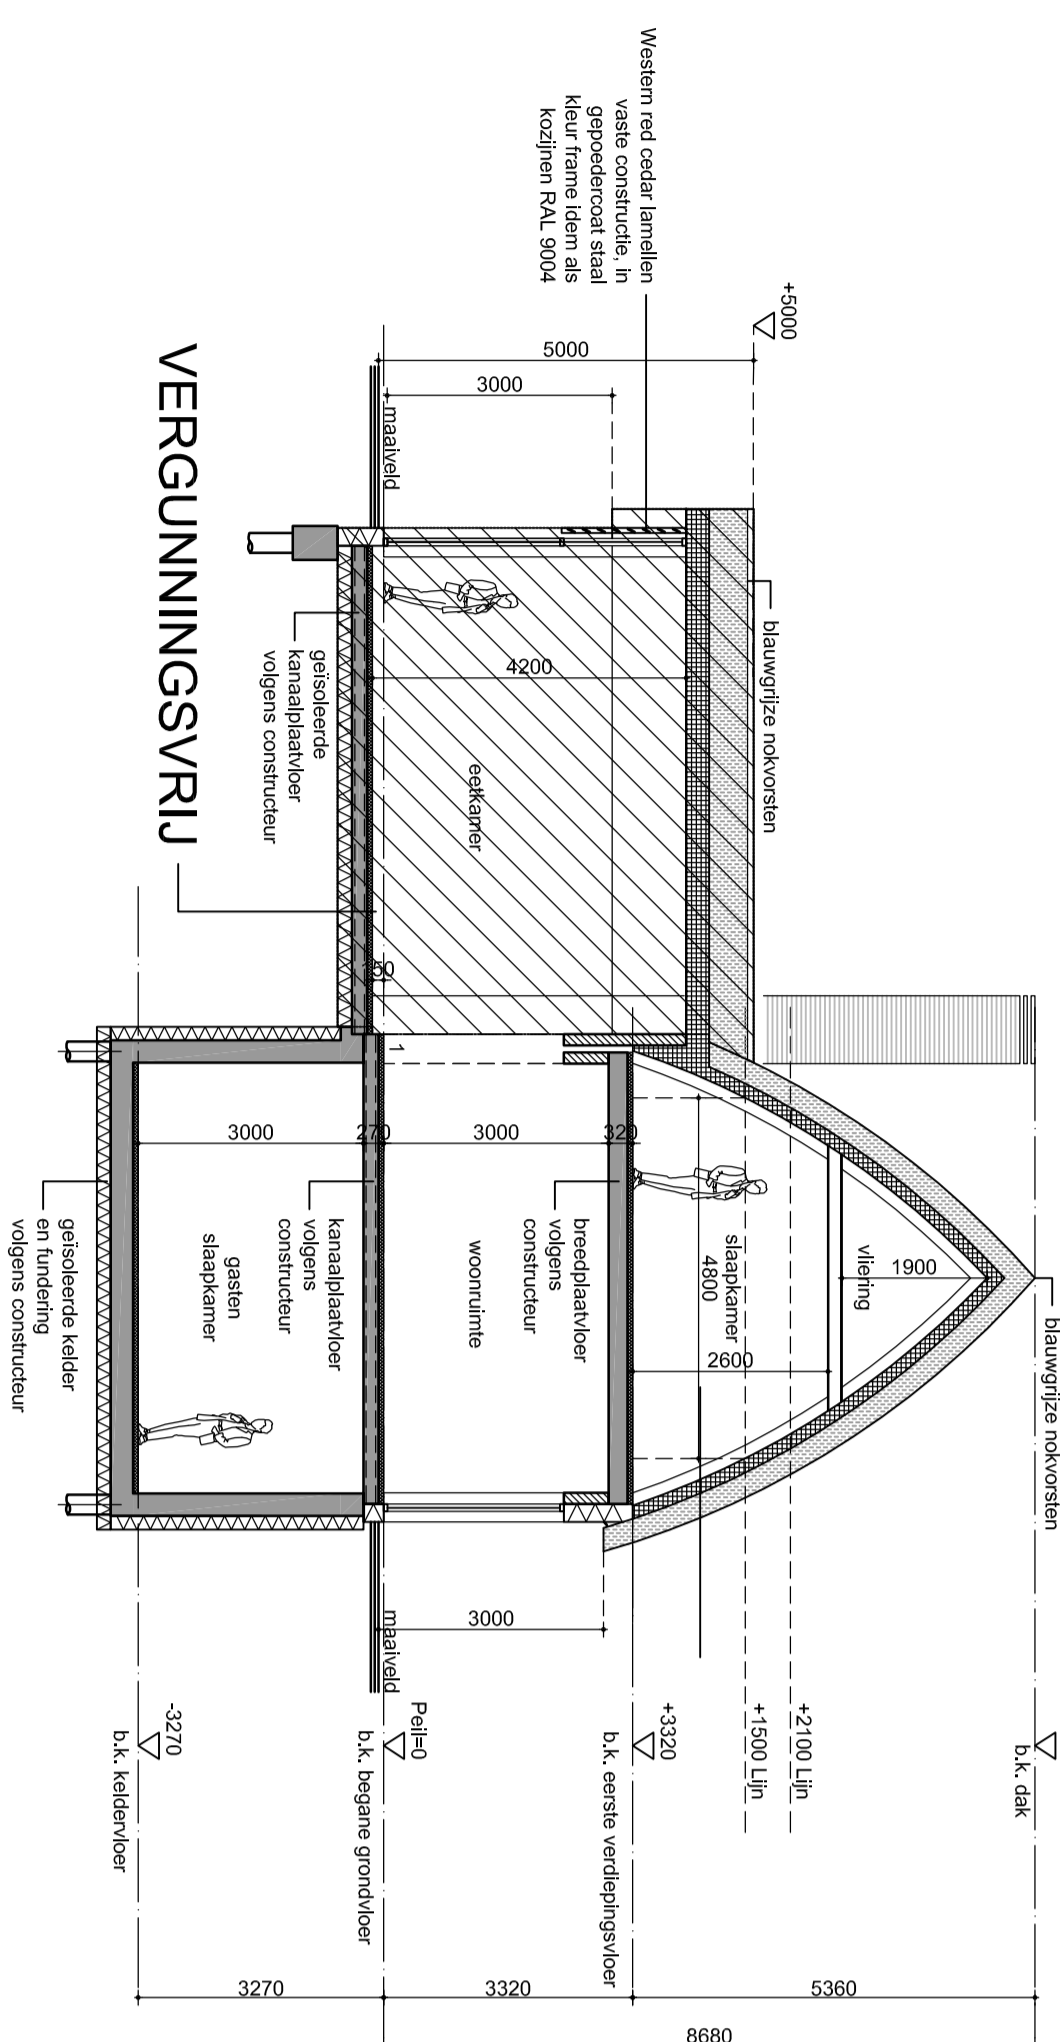 Western red cedar lamellen
vaste constructie, in
gepoedercoat staal
kleur frame idem als
kozijnen RAL 9004
+5000
5000
3000
maaiveld
VERGUNNINGSVRIJ
geïsoleerde
kanaalplaatvloer
volgens constructeur
4200
eetkamer
blauwgrijze nokvorsten
50
1
3000
270
3000
320
geïsoleerde kelder
en fundering
volgens constructeur
gasten
slaapkamer
kanaalplaatvloer
volgens
constructeur
woonruimte
breedplaatvloer
volgens
constructeur
slaapkamer
4800
2600
vliering
1900
blauwgrijze nokvorsten
3000
maaiveld
-3270
b.k. keldervloer
Peil=0
b.k. begane grondvloer
+3320
b.k. eerste verdiepingsvloer
+1500 Lijn
+2100 Lijn
b.k. dak
3270
3320
5360
8680